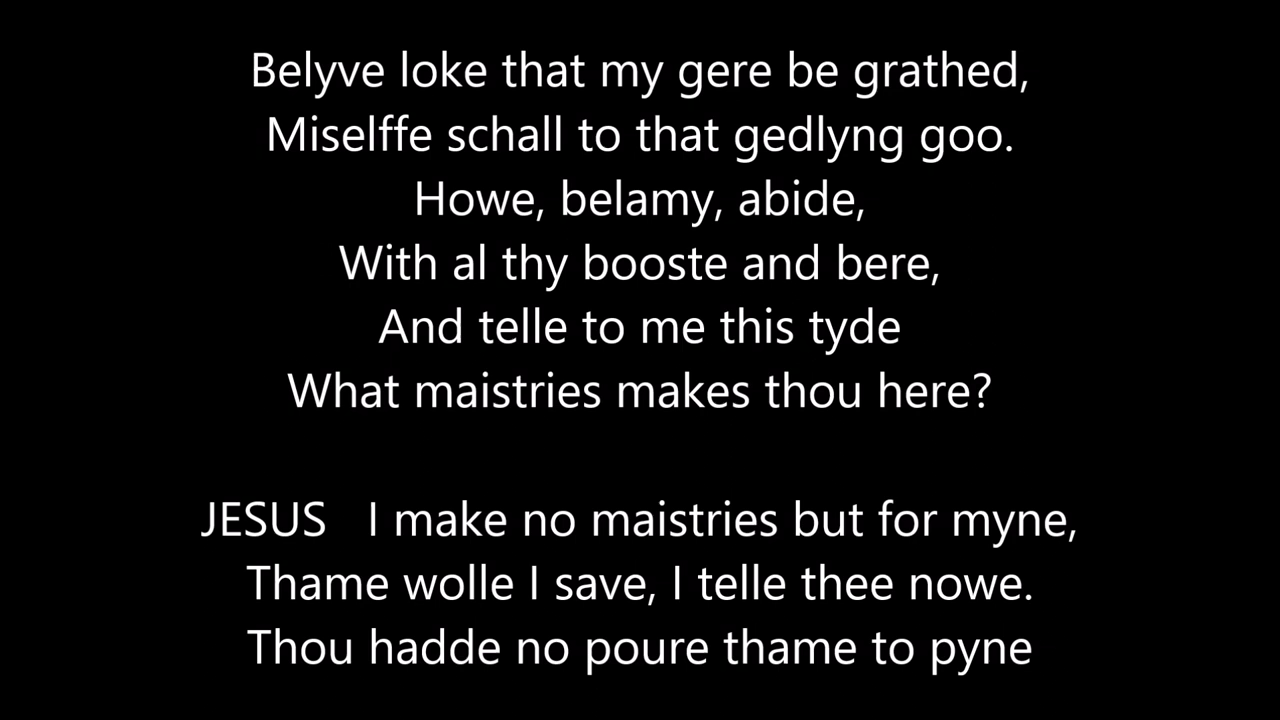 Belyve loke that my gere be grathed,
Miselffe schall to that gedlyng goo.
Howe, belamy, abide,
With al thy booste and bere,
And telle to me this tyde
What maistries makes thou here?
JESUS I make no maistries but for myne,
Thame wolle I save, I telle thee nowe.
Thou hadde no poure thame to pyne